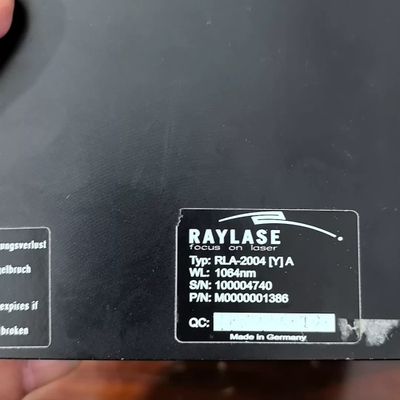 ungsverlust
gelbruch
expires if
broken
RAYLASE
focus on laser
Typ: RLA-2004 [Y] A
WL: 1064nm
S/N: 100004740
P/N: M0000001386
QC:
Made in Germany